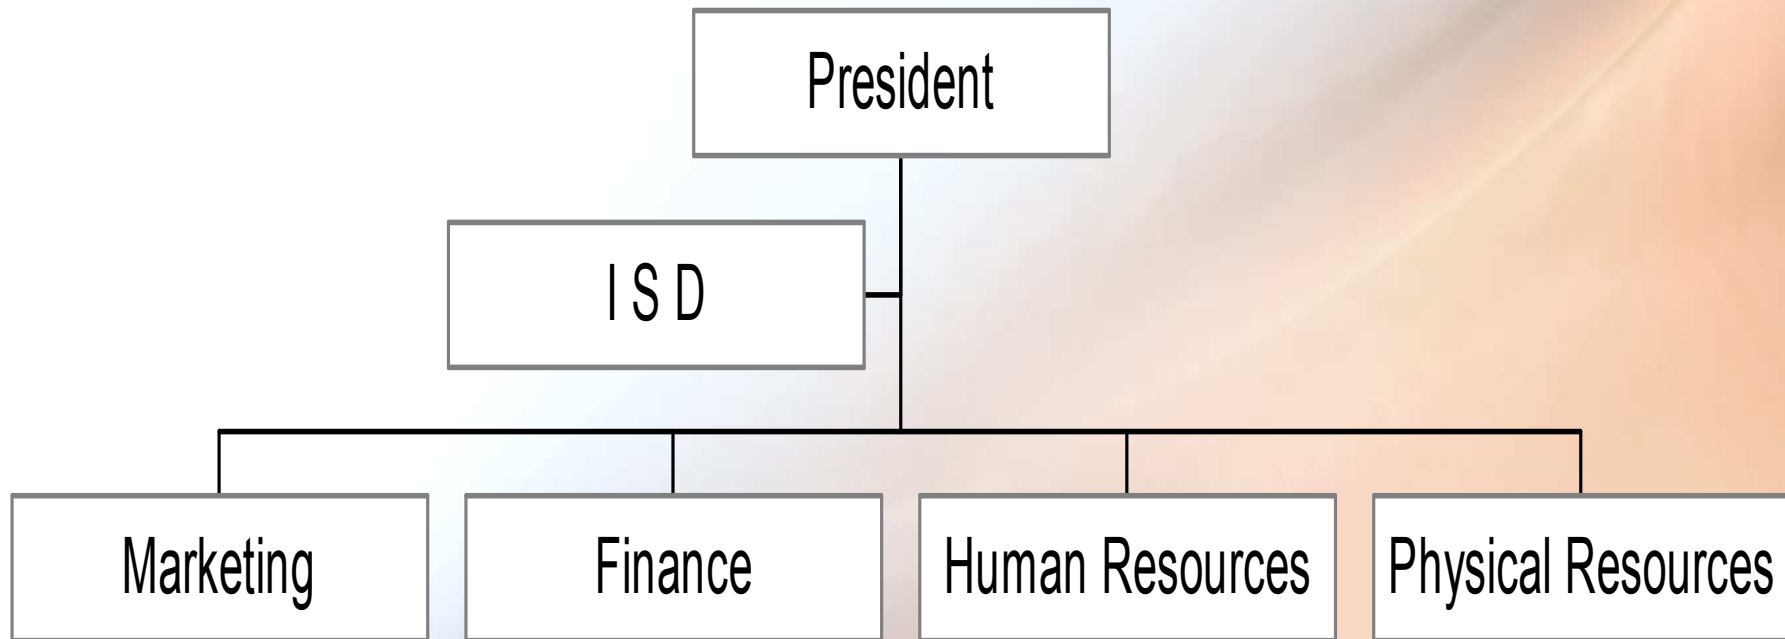 President
I S D
Marketing
Finance
Human Resources
Physical Resources